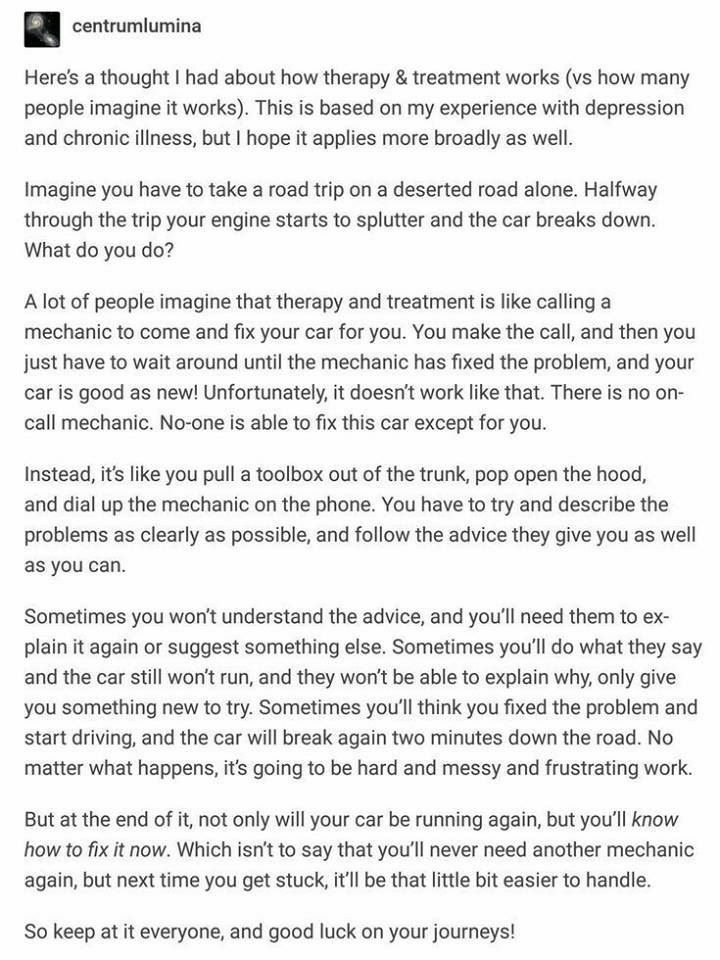 centrumlumina
Here's a thought I had about how therapy & treatment works (vs how many
people imagine it works). This is based on my experience with depression
and chronic illness, but I hope it applies more broadly as well.
Imagine you have to take a road trip on a deserted road alone. Halfway
through the trip your engine starts to splutter and the car breaks down.
What do you do?
A lot of people imagine that therapy and treatment is like calling a
mechanic to come and fix your car for you. You make the call, and then you
just have to wait around until the mechanic has fixed the problem, and your
car is good as new! Unfortunately, it doesn't work like that. There is no on-
call mechanic. No-one is able to fix this car except for you.
Instead, it's like you pull a toolbox out of the trunk, pop open the hood,
and dial up the mechanic on the phone. You have to try and describe the
problems as clearly as possible, and follow the advice they give you as well
as you can.
Sometimes you won't understand the advice, and you'll need them to ex-
plain it again or suggest something else. Sometimes you'll do what they say
and the car still won't run, and they won't be able to explain why, only give
you something new to try. Sometimes you'll think you fixed the problem and
start driving, and the car will break again two minutes down the road. No
matter what happens, it's going to be hard and messy and frustrating work.
But at the end of it, not only will your car be running again, but you'll know
how to fix it now. Which isn't to say that you'll never need another mechanic
again, but next time you get stuck, it'll be that little bit easier to handle.
So keep at it everyone, and good luck on your journeys!